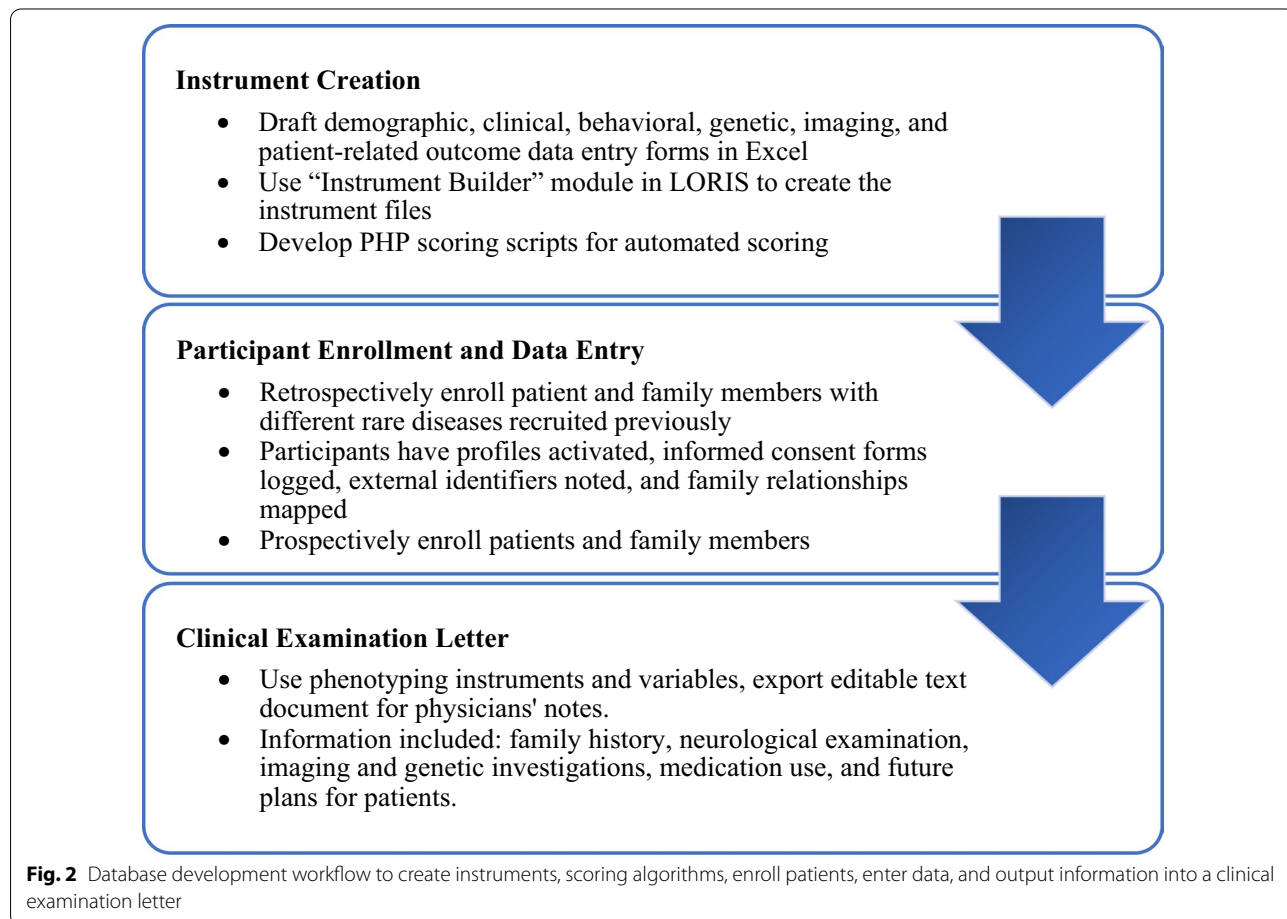 Instrument Creation
• Draft demographic, clinical, behavioral, genetic, imaging, and
patient-related outcome data entry forms in Excel
• Use “Instrument Builder” module in LORIS to create the
instrument files
• Develop PHP scoring scripts for automated scoring
Participant Enrollment and Data Entry
• Retrospectively enroll patient and family members with
different rare diseases recruited previously
• Participants have profiles activated, informed consent forms
logged, external identifiers noted, and family relationships
mapped
• Prospectively enroll patients and family members
Clinical Examination Letter
• Use phenotyping instruments and variables, export editable text
document for physicians' notes.
• Information included: family history, neurological examination,
imaging and genetic investigations, medication use, and future
plans for patients.
Fig. 2 Database development workflow to create instruments, scoring algorithms, enroll patients, enter data, and output information into a clinical
examination letter